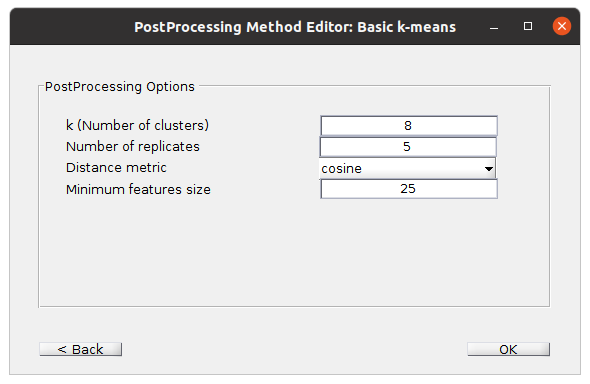 PostProcessing Method Editor: Basic k-means
PostProcessing Options
k (Number of clusters) 8
Number of replicates 5
Distance metric cosine
Minimum features size 25
< Back OK